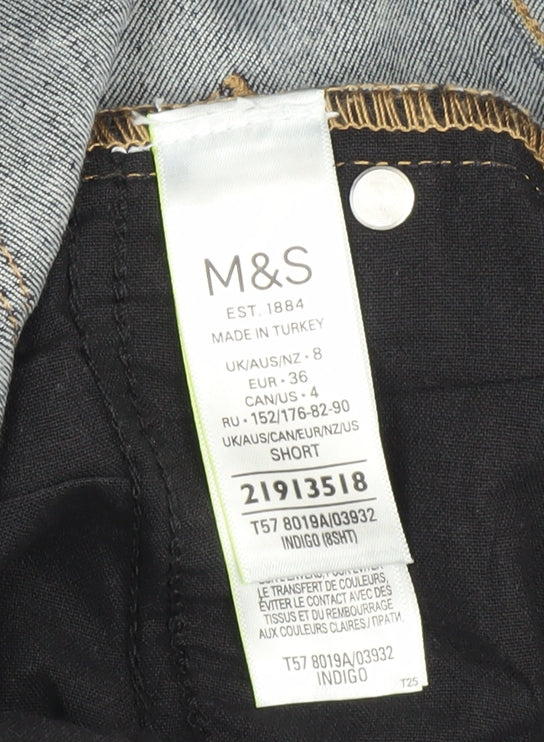 M&S
EST. 1884
MADE IN TURKEY
UK/AUS/NZ • 8
EUR • 36
CAN/US • 4
RU • 152/176-82-90
UK/AUS/CAN/EUR/NZ/US
SHORT
21913518
T57 8019A/03932
INDIGO (8SHT)
LE TRANSFERT DE COULEURS,
ÉVITER LE CONTACT AVEC DES
TISSUS ET DU REMBOURRAGE
AUX COULEURS CLAIRES / ПРАТИ.
T57 8019A/03932
INDIGO
T25